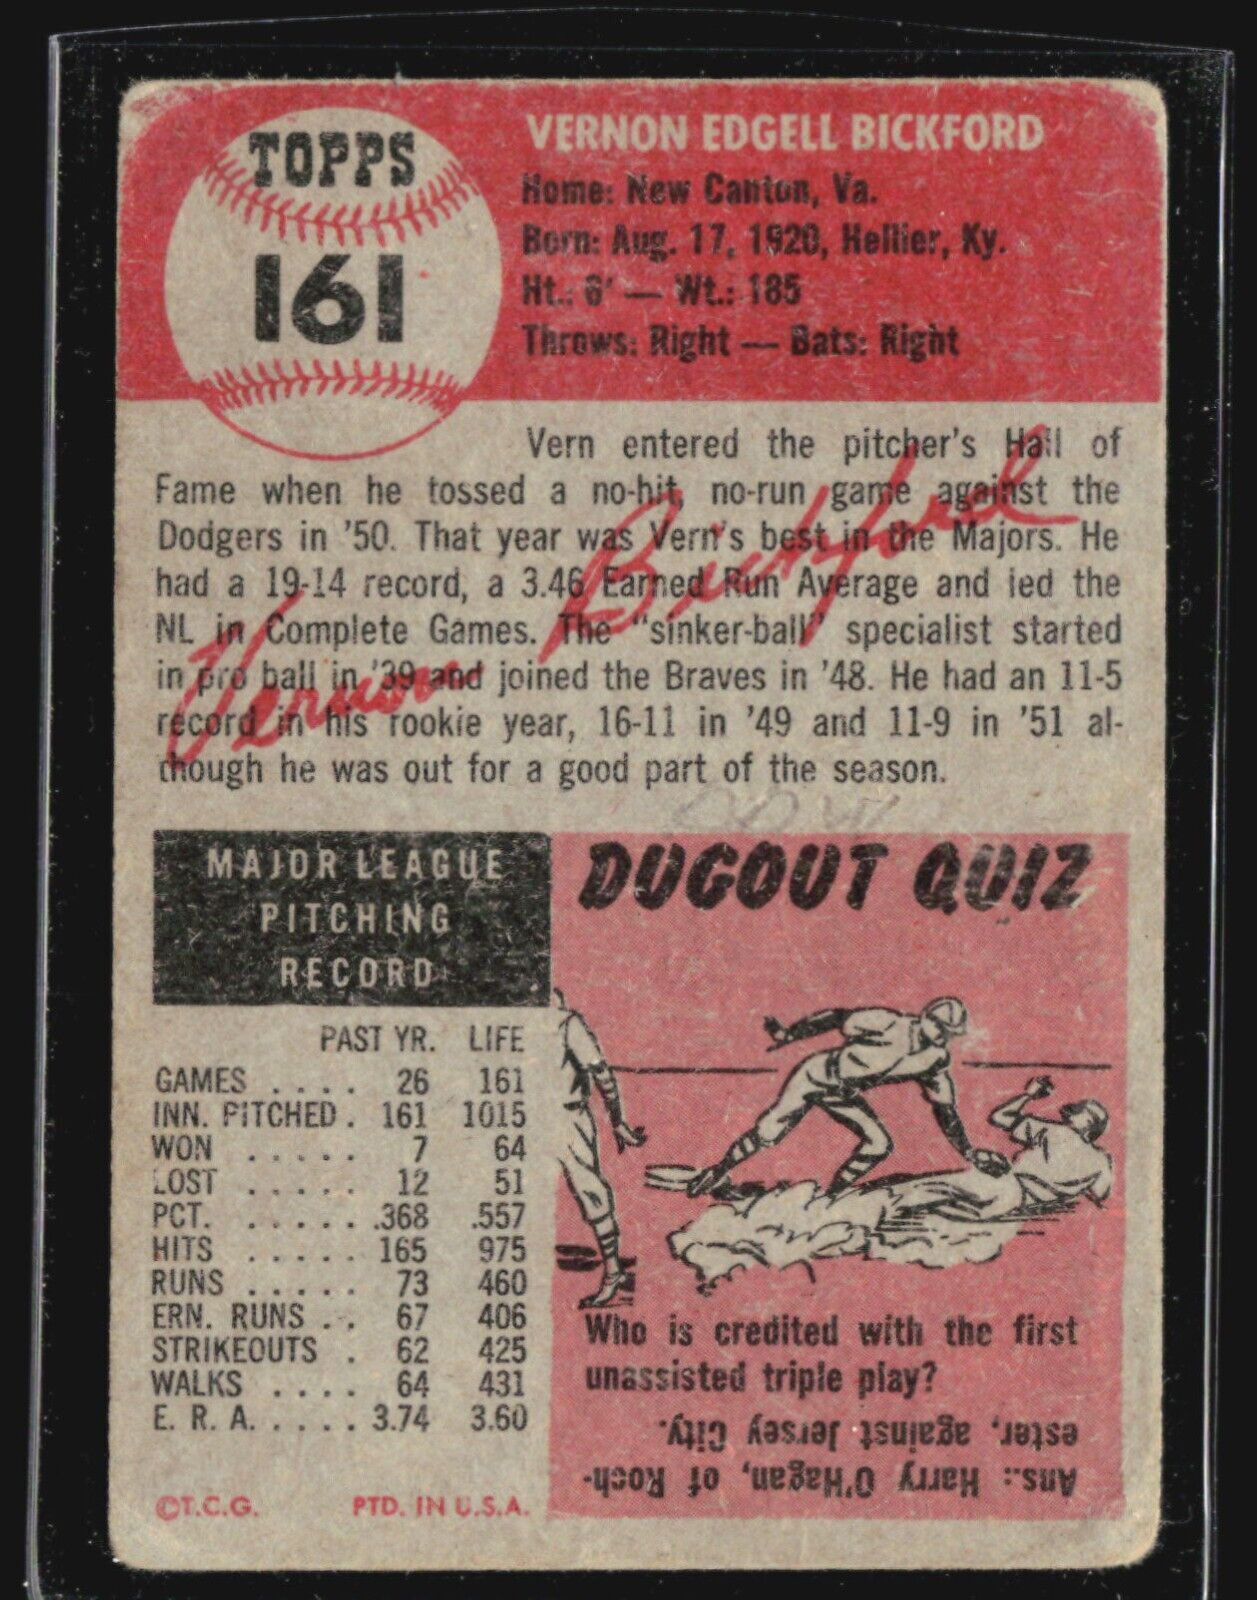 TOPPS
161
VERNON EDGELL BICKFORD
Home: New Canton, Va.
Born: Aug. 17, 1920, Hellier, Ky.
Ht.: 6' — Wt.: 185
Throws: Right — Bats: Right
Vern entered the pitcher's Hall of
Fame when he tossed a no-hit, no-run game against the
Dodgers in '50. That year was Vern's best in the Majors. He
had a 19-14 record, a 3.46 Earned Run Average and led the
NL in Complete Games. The "sinker-ball" specialist started
in pro ball in '39 and joined the Braves in '48. He had an 11-5
record in his rookie year, 16-11 in '49 and 11-9 in '51 al-
though he was out for a good part of the season.
Vernon Bickford
MAJOR LEAGUE
PITCHING
RECORD
PAST YR. LIFE
GAMES . . . . 26 161
INN. PITCHED . 161 1015
WON . . . . . 7 64
LOST . . . . . 12 51
PCT. . . . . . .368 .557
HITS . . . . . 165 975
RUNS . . . . . 73 460
ERN. RUNS . . 67 406
STRIKEOUTS . 62 425
WALKS . . . . 64 431
E. R. A. . . . . . 3.74 3.60
©T.C.G. PTD. IN U.S.A.
DUGOUT QUIZ
Who is credited with the first
unassisted triple play?
Ans.: Harry O'Hagan, of Roch-
ester, against Jersey City.